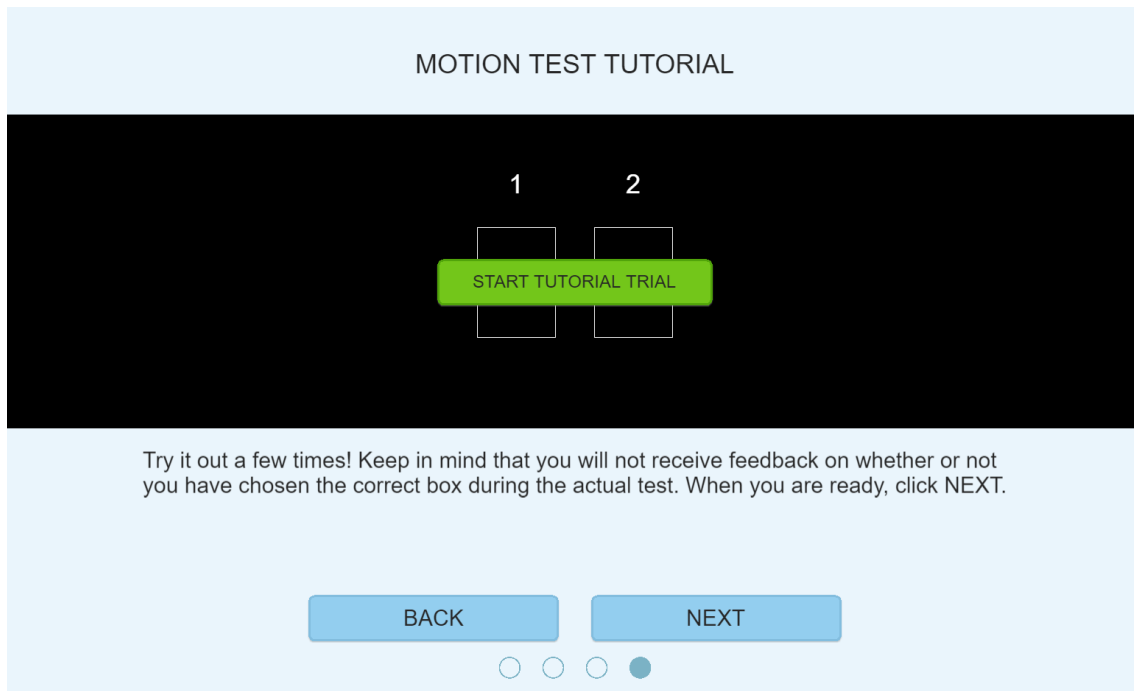 MOTION TEST TUTORIAL
1 2
START TUTORIAL TRIAL
Try it out a few times! Keep in mind that you will not receive feedback on whether or not
you have chosen the correct box during the actual test. When you are ready, click NEXT.
BACK NEXT